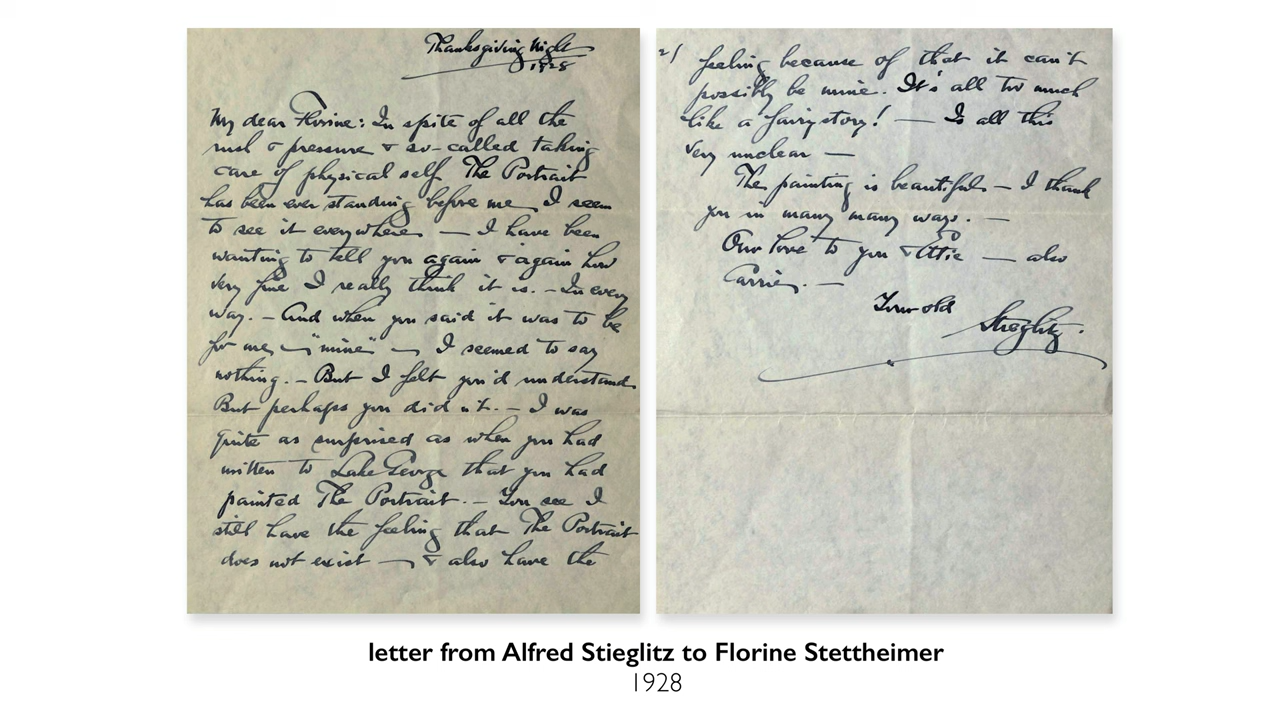 Thanksgiving Night
1928
My dear Florine: In spite of all the
rush & pressure & so-called taking
care of physical self The Portrait
has been ever standing before me I seem
to see it everywhere — I have been
wanting to tell you again & again how
very fine I really think it is. – In every
way. – And when you said it was to be
for me — "mine" — I seemed to say
nothing. – But I felt you'd understand
But perhaps you did n't. – I was
quite as surprised as when you had
written to Lake George that you had
painted The Portrait. – You see I
still have the feeling that The Portrait
does not exist — & also have the
2/ feeling because of that it can't
possibly be mine. It's all too much
like a fairystory! — Is all this
very unclear —
The painting is beautiful – I thank
you in many many ways. –
Our love to you & Ettie — also
Carrie. –
Your old
Stieglitz.
letter from Alfred Stieglitz to Florine Stettheimer
1928